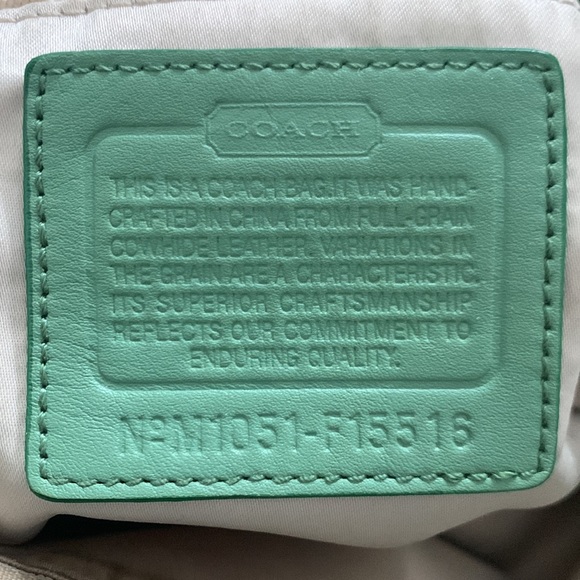 COACH
THIS IS A COACH BAG.IT WAS HAND-
CRAFTED IN CHINA FROM FULL-GRAIN
COWHIDE LEATHER. VARIATIONS IN
THE GRAIN ARE A CHARACTERISTIC.
ITS SUPERIOR CRAFTSMANSHIP
REFLECTS OUR COMMITMENT TO
ENDURING QUALITY.
Nº M1051-F15516